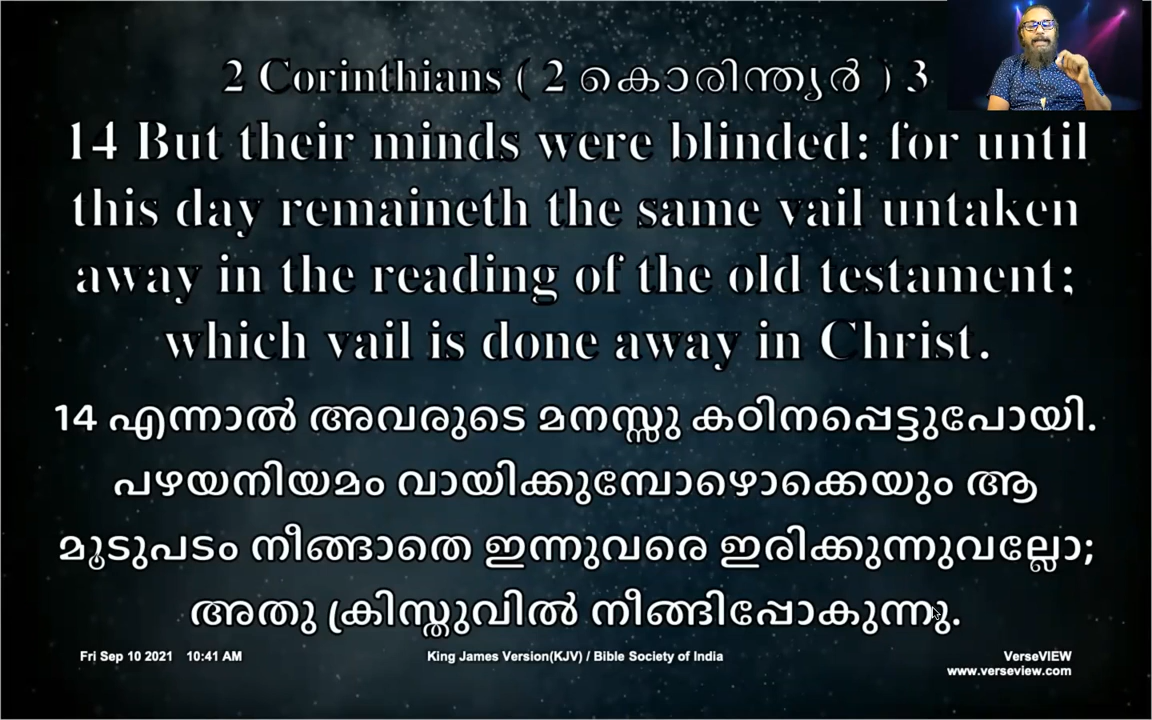 2 Corinthians ( 2 കൊരിന്ത്യർ ) 3
14 But their minds were blinded: for until
this day remaineth the same vail untaken
away in the reading of the old testament;
which vail is done away in Christ.
14 എന്നാൽ അവരുടെ മനസ്സു കഠിനപ്പെട്ടുപോയി.
പഴയനിയമം വായിക്കുമ്പോഴൊക്കെയും ആ
മൂടുപടം നീങ്ങാതെ ഇന്നുവരെ ഇരിക്കുന്നുവല്ലോ;
അതു ക്രിസ്തുവിൽ നീങ്ങിപ്പോകുന്നു.
Fri Sep 10 2021 10:41 AM
King James Version(KJV) / Bible Society of India
VerseVIEW
www.verseview.com